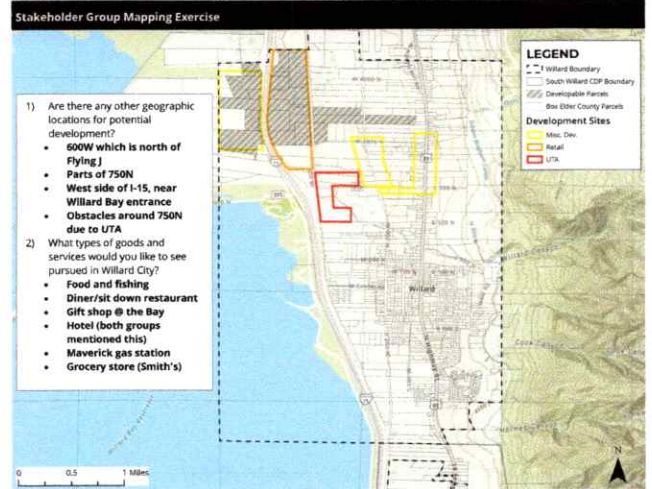 Stakeholder Group Mapping Exercise
1) Are there any other geographic
locations for potential
development?
• 600W which is north of
Flying J
• Parts of 750N
• West side of I-15, near
Willard Bay entrance
• Obstacles around 750N
due to UTA
2) What types of goods and
services would you like to see
pursued in Willard City?
• Food and fishing
• Diner/sit down restaurant
• Gift shop @ the Bay
• Hotel (both groups
mentioned this)
• Maverick gas station
• Grocery store (Smith's)
LEGEND
Willard Boundary
South Willard CDP Boundary
Developable Parcels
Box Elder County Parcels
Development Sites
Misc. Dev.
Retail
UTA
Willard
Willard Canyon
N
0 0.5 1 Miles